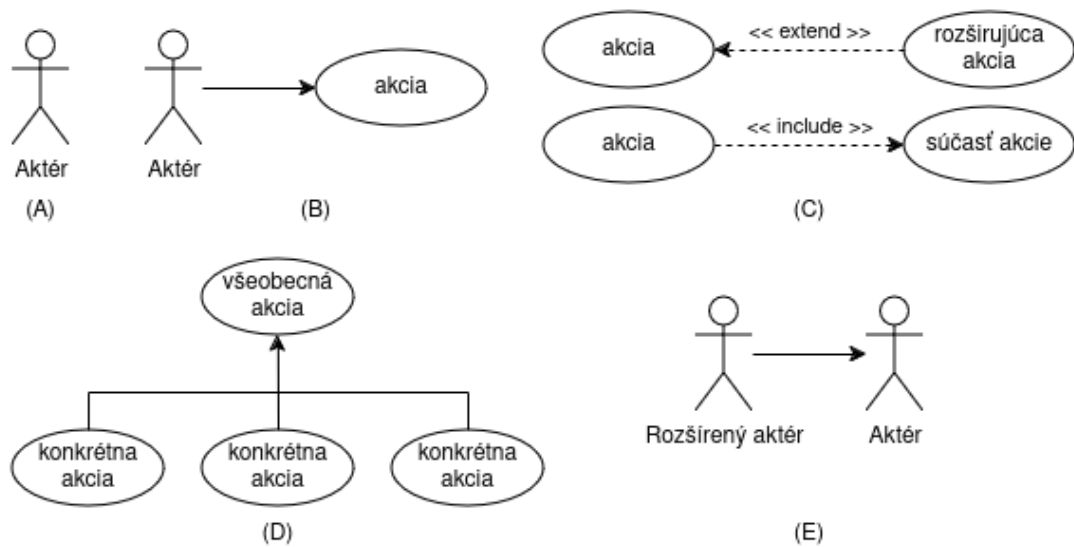 akcia
<< extend >>
rozširujúca
akcia
akcia
Aktér
Aktér
akcia
<< include >>
súčasť akcie
(A)
(B)
(C)
všeobecná
akcia
Rozšírený aktér
Aktér
konkrétna
akcia
konkrétna
akcia
konkrétna
akcia
(D)
(E)